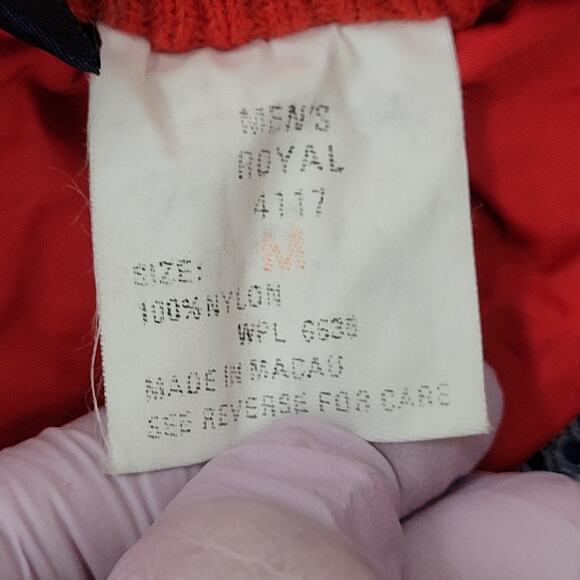 MEN'S
ROYAL
4117
SIZE: M
100% NYLON
WPL 6638
MADE IN MACAU
SEE REVERSE FOR CARE